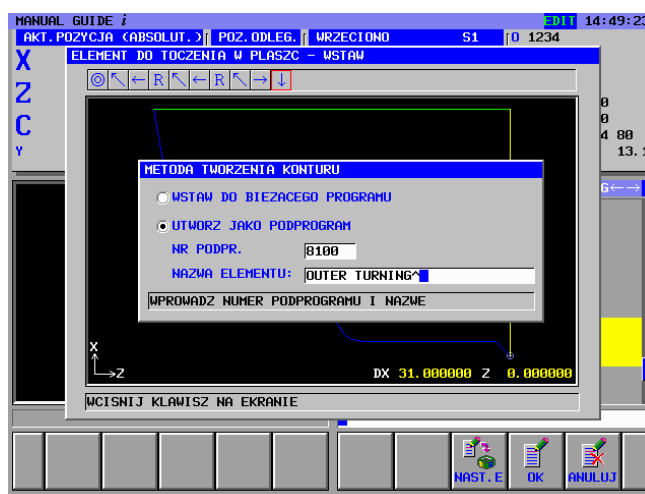 MANUAL GUIDE i EDIT 14:49:23
AKT.POZYCJA (ABSOLUT.) POZ.ODLEG. WRZECIONO S1 O 1234
X
ELEMENT DO TOCZENIA W PLASZC - WSTAW
R R
Z
0
C
0
4 80
Y
13.1
METODA TWORZENIA KONTURU
G←→
WSTAW DO BIEZACEGO PROGRAMU
UTWORZ JAKO PODPROGRAM
NR PODPR. 8100
NAZWA ELEMENTU: OUTER TURNING^
WPROWADZ NUMER PODPROGRAMU I NAZWE
X
Z
DX 31.000000 Z 0.000000
WCISNIJ KLAWISZ NA EKRANIE
NAST.E OK ANULUJ